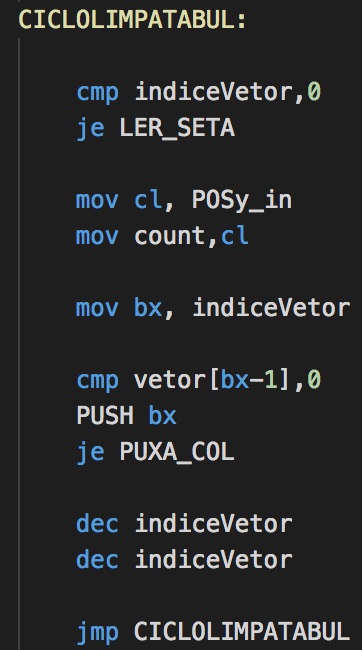 CICLOLIMPATABUL:
cmp indiceVetor,0
je LER_SETA
mov cl, POSy_in
mov count,cl
mov bx, indiceVetor
cmp vetor[bx-1],0
PUSH bx
je PUXA_COL
dec indiceVetor
dec indiceVetor
jmp CICLOLIMPATABUL